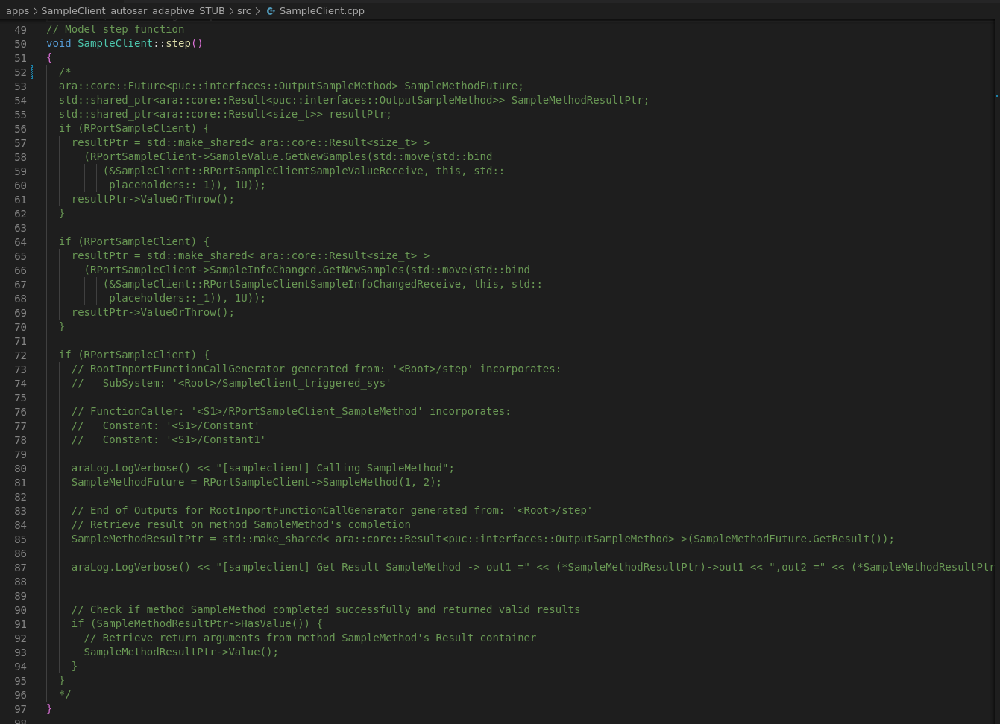 apps > SampleClient_autosar_adaptive_STUB > src > SampleClient.cpp
49 // Model step function
50 void SampleClient::step()
51 {
52   /*
53   ara::core::Future<puc::interfaces::OutputSampleMethod> SampleMethodFuture;
54   std::shared_ptr<ara::core::Result<puc::interfaces::OutputSampleMethod>> SampleMethodResultPtr;
55   std::shared_ptr<ara::core::Result<size_t>> resultPtr;
56   if (RPortSampleClient) {
57     resultPtr = std::make_shared< ara::core::Result<size_t> >
58       (RPortSampleClient->SampleValue.GetNewSamples(std::move(std::bind
59          (&SampleClient::RPortSampleClientSampleValueReceive, this, std::
60           placeholders::_1)), 1U));
61     resultPtr->ValueOrThrow();
62   }
63
64   if (RPortSampleClient) {
65     resultPtr = std::make_shared< ara::core::Result<size_t> >
66       (RPortSampleClient->SampleInfoChanged.GetNewSamples(std::move(std::bind
67          (&SampleClient::RPortSampleClientSampleInfoChangedReceive, this, std::
68           placeholders::_1)), 1U));
69     resultPtr->ValueOrThrow();
70   }
71
72   if (RPortSampleClient) {
73     // RootInportFunctionCallGenerator generated from: '<Root>/step' incorporates:
74     //   SubSystem: '<Root>/SampleClient_triggered_sys'
75
76     // FunctionCaller: '<S1>/RPortSampleClient_SampleMethod' incorporates:
77     //   Constant: '<S1>/Constant'
78     //   Constant: '<S1>/Constant1'
79
80     araLog.LogVerbose() << "[sampleclient] Calling SampleMethod";
81     SampleMethodFuture = RPortSampleClient->SampleMethod(1, 2);
82
83     // End of Outputs for RootInportFunctionCallGenerator generated from: '<Root>/step'
84     // Retrieve result on method SampleMethod's completion
85     SampleMethodResultPtr = std::make_shared< ara::core::Result<puc::interfaces::OutputSampleMethod> >(SampleMethodFuture.GetResult());
86
87     araLog.LogVerbose() << "[sampleclient] Get Result SampleMethod -> out1 =" << (*SampleMethodResultPtr)->out1 << ",out2 =" << (*SampleMethodResultPtr
88
89
90     // Check if method SampleMethod completed successfully and returned valid results
91     if (SampleMethodResultPtr->HasValue()) {
92       // Retrieve return arguments from method SampleMethod's Result container
93       SampleMethodResultPtr->Value();
94     }
95   }
96   */
97 }
98